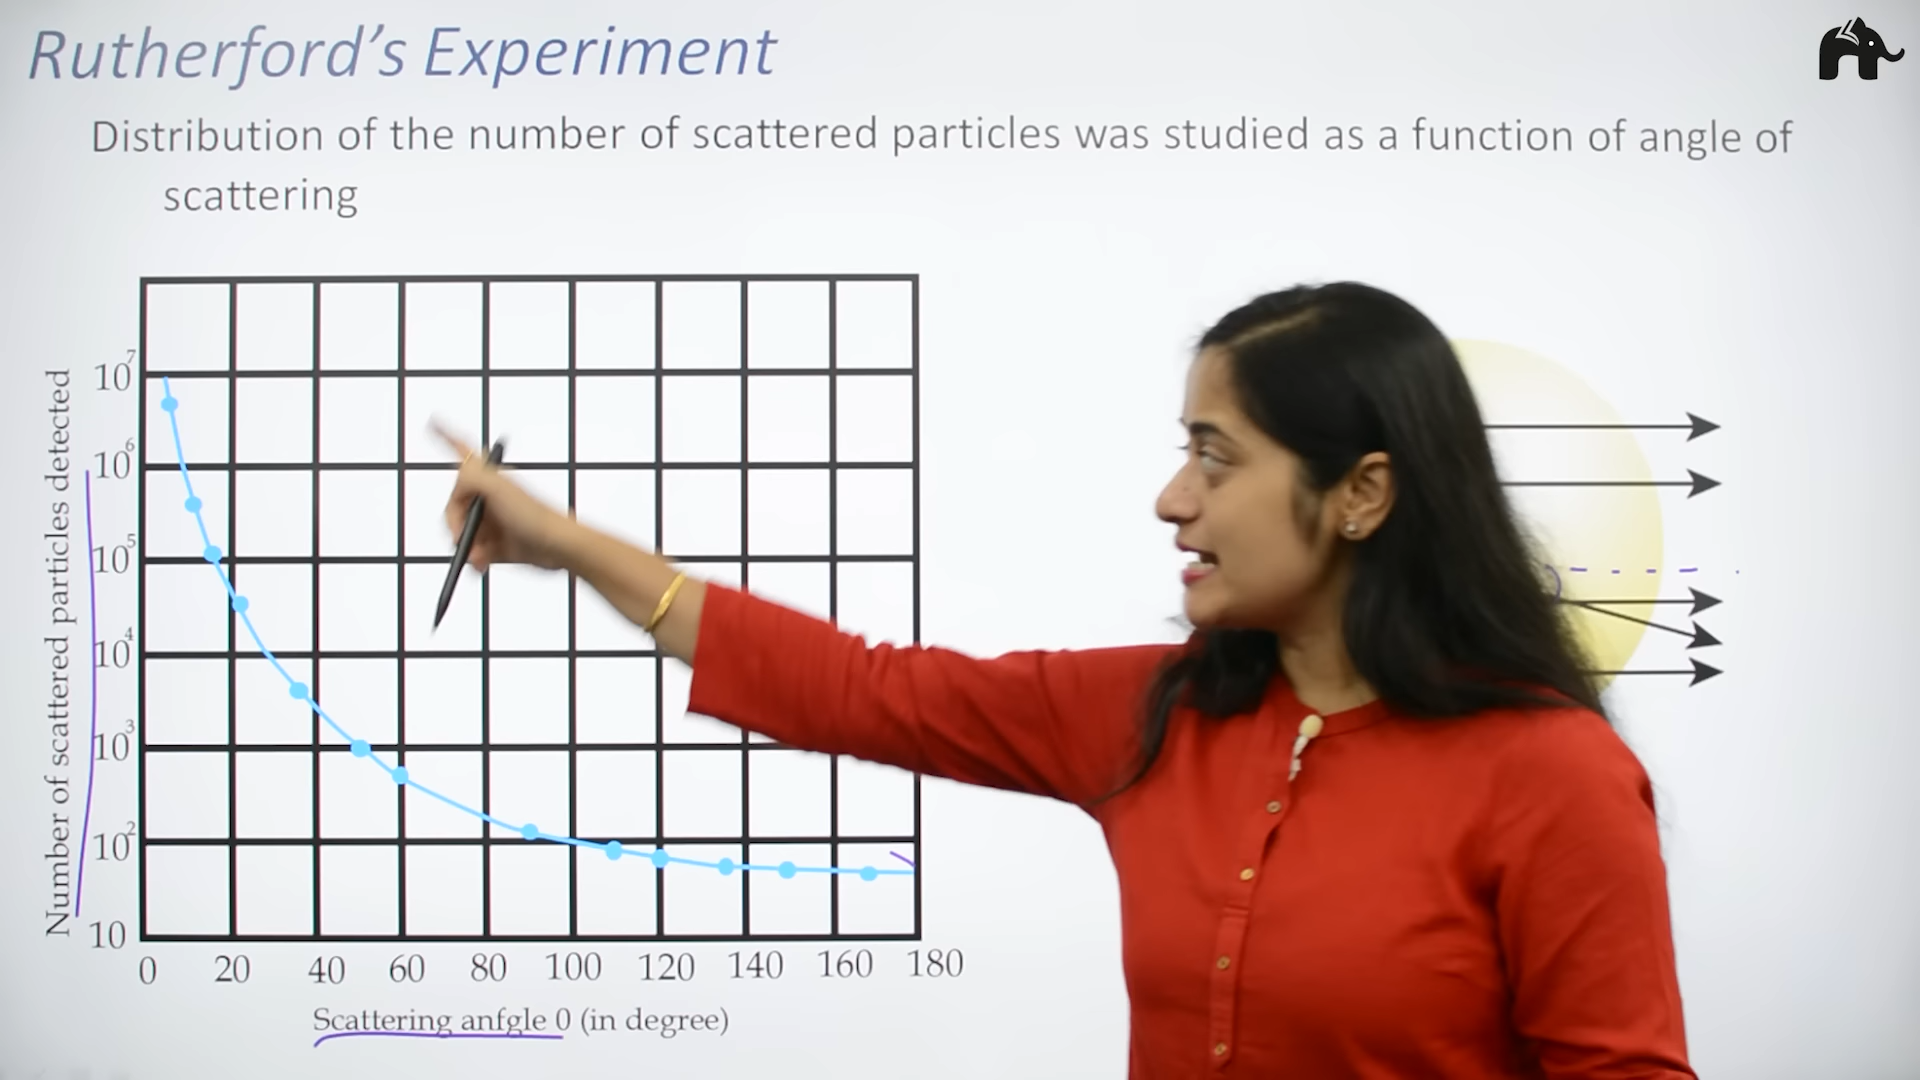 Rutherford's Experiment
Distribution of the number of scattered particles was studied as a function of angle of
scattering
Number of scattered particles detected
10⁷
10⁶
10⁵
10⁴
10³
10²
10
0 20 40 60 80 100 120 140 160 180
Scattering anfgle 0 (in degree)